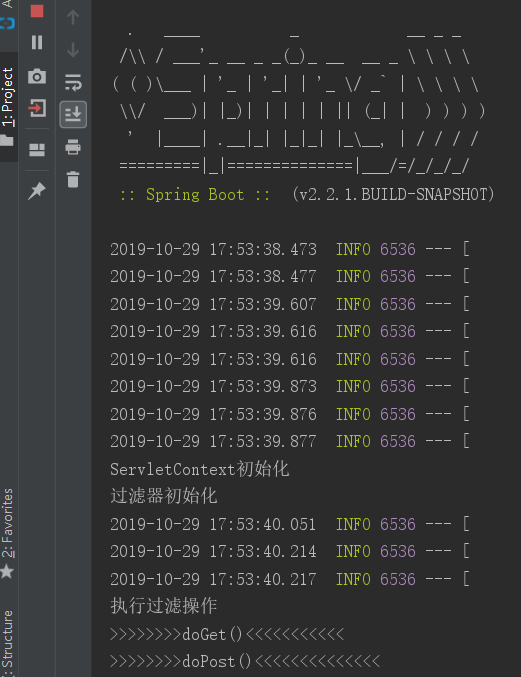 .   ____          _            __ _ _
 /\\ / ___'_ __ _ _(_)_ __  __ _ \ \ \ \
( ( )\___ | '_ | '_| | '_ \/ _` | \ \ \ \
 \\/  ___)| |_)| | | | | || (_| |  ) ) ) )
  '  |____| .__|_| |_|_| |_\__, | / / / /
 =========|_|==============|___/=/_/_/_/
 :: Spring Boot ::  (v2.2.1.BUILD-SNAPSHOT)
2019-10-29 17:53:38.473  INFO 6536 --- [
2019-10-29 17:53:38.477  INFO 6536 --- [
2019-10-29 17:53:39.607  INFO 6536 --- [
2019-10-29 17:53:39.616  INFO 6536 --- [
2019-10-29 17:53:39.616  INFO 6536 --- [
2019-10-29 17:53:39.873  INFO 6536 --- [
2019-10-29 17:53:39.876  INFO 6536 --- [
2019-10-29 17:53:39.877  INFO 6536 --- [
ServletContext初始化
过滤器初始化
2019-10-29 17:53:40.051  INFO 6536 --- [
2019-10-29 17:53:40.214  INFO 6536 --- [
2019-10-29 17:53:40.217  INFO 6536 --- [
执行过滤操作
>>>>>>>>doGet()<<<<<<<<<<<
>>>>>>>>doPost()<<<<<<<<<<<<<<
1: Project
2: Favorites
: Structure